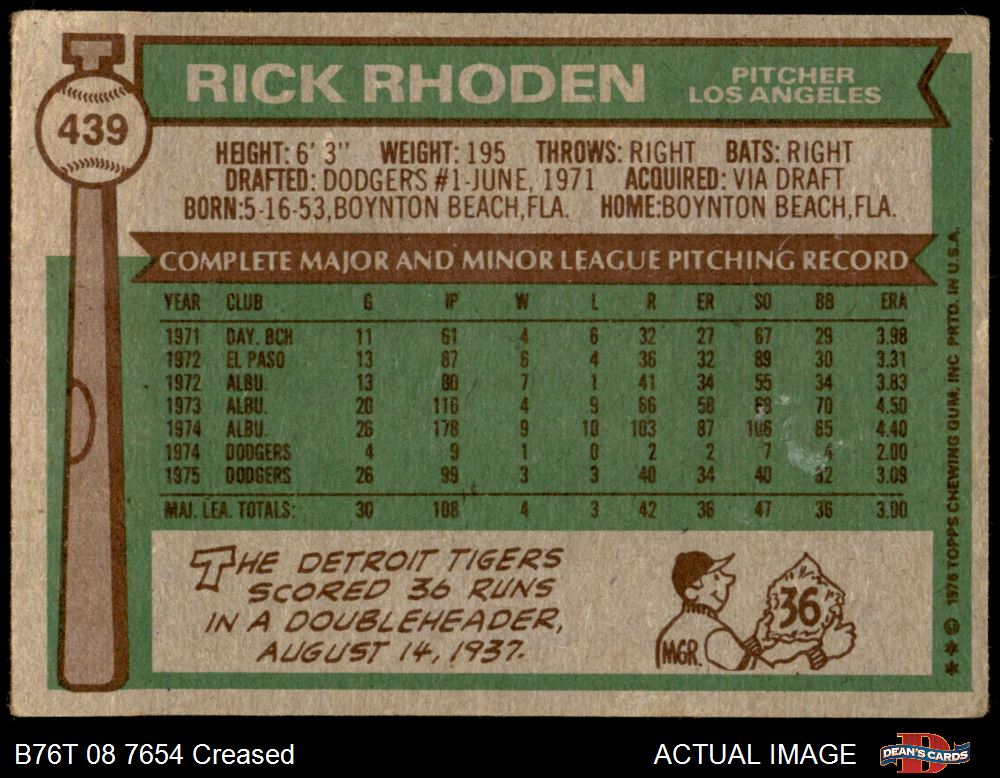 RICK RHODEN
PITCHER
LOS ANGELES
439
HEIGHT: 6' 3" WEIGHT: 195 THROWS: RIGHT BATS: RIGHT
DRAFTED: DODGERS #1-JUNE, 1971 ACQUIRED: VIA DRAFT
BORN:5-16-53,BOYNTON BEACH,FLA. HOME:BOYNTON BEACH,FLA.
COMPLETE MAJOR AND MINOR LEAGUE PITCHING RECORD
YEAR CLUB G IP W L R ER SO BB ERA
1971 DAY. BCH 11 61 4 6 32 27 67 29 3.98
1972 EL PASO 13 87 6 4 36 32 89 30 3.31
1972 ALBU. 13 80 7 1 41 34 55 34 3.83
1973 ALBU. 20 116 4 9 66 58 68 70 4.50
1974 ALBU. 26 178 9 10 103 87 106 65 4.40
1974 DODGERS 4 9 1 0 2 2 7 4 2.00
1975 DODGERS 26 99 3 3 40 34 40 32 3.09
MAJ. LEA. TOTALS: 30 108 4 3 42 36 47 36 3.00
THE DETROIT TIGERS
SCORED 36 RUNS
IN A DOUBLEHEADER,
AUGUST 14, 1937.
MGR.
36
** © 1976 TOPPS CHEWING GUM, INC PRTD. IN U.S.A.
B76T 08 7654 Creased
ACTUAL IMAGE
D
DEAN'S CARDS